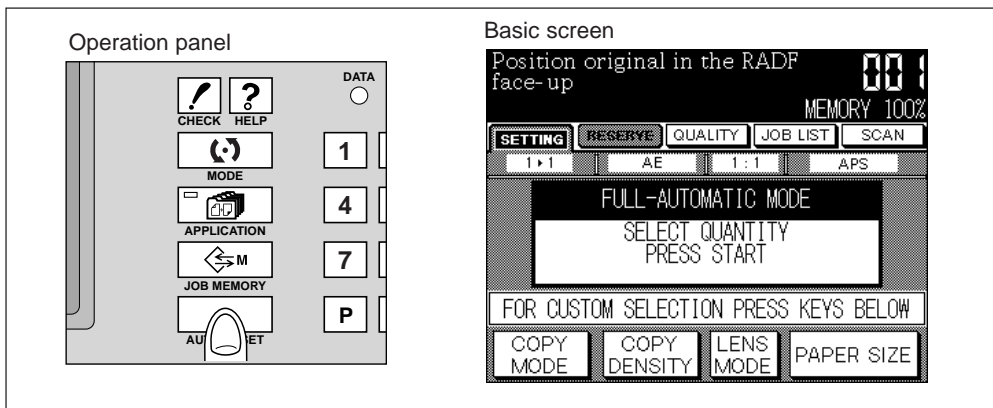 Operation panel
DATA
CHECK HELP
MODE
1
APPLICATION
4
M
JOB MEMORY
7
P
Basic screen
Position original in the RADF
face-up
001
MEMORY 100%
SETTING RESERVE QUALITY JOB LIST SCAN
1▸1 AE 1:1 APS
FULL-AUTOMATIC MODE
SELECT QUANTITY
PRESS START
FOR CUSTOM SELECTION PRESS KEYS BELOW
COPY MODE
COPY DENSITY
LENS MODE
PAPER SIZE